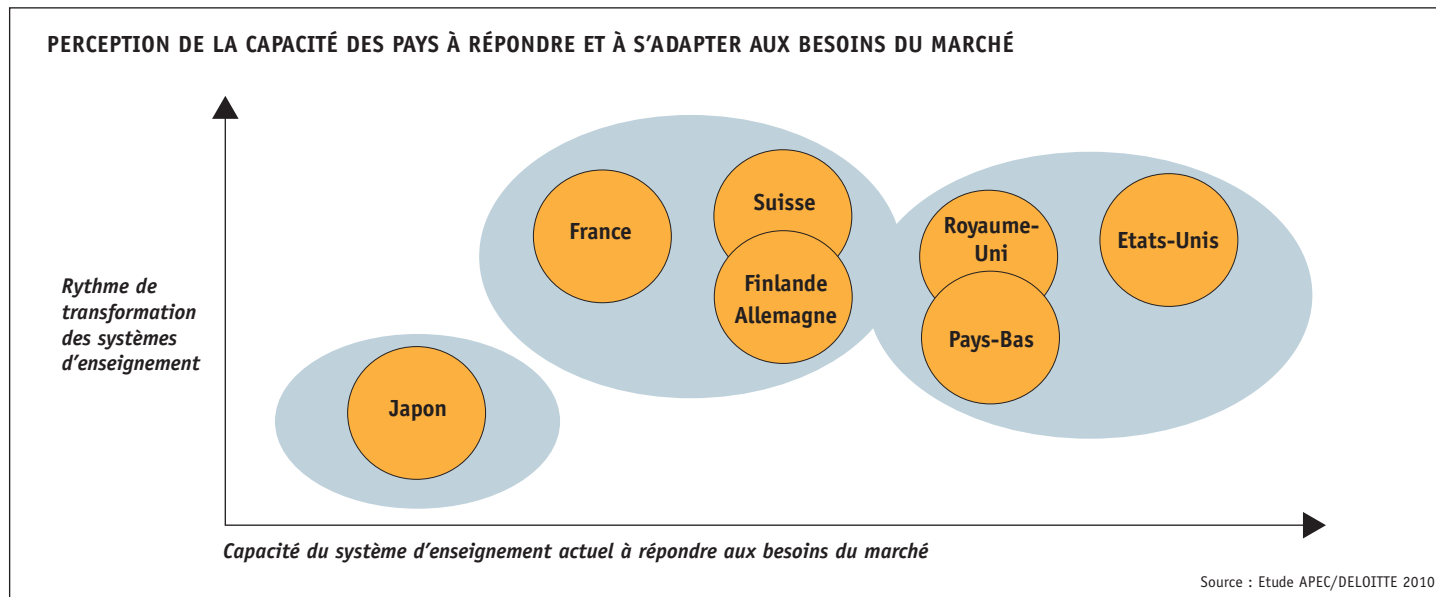 PERCEPTION DE LA CAPACITÉ DES PAYS À RÉPONDRE ET À S'ADAPTER AUX BESOINS DU MARCHÉ
Rythme de
transformation
des systèmes
d'enseignement
Japon
France
Suisse
Finlande
Allemagne
Royaume-
Uni
Pays-Bas
Etats-Unis
Capacité du système d'enseignement actuel à répondre aux besoins du marché
Source : Etude APEC/DELOITTE 2010